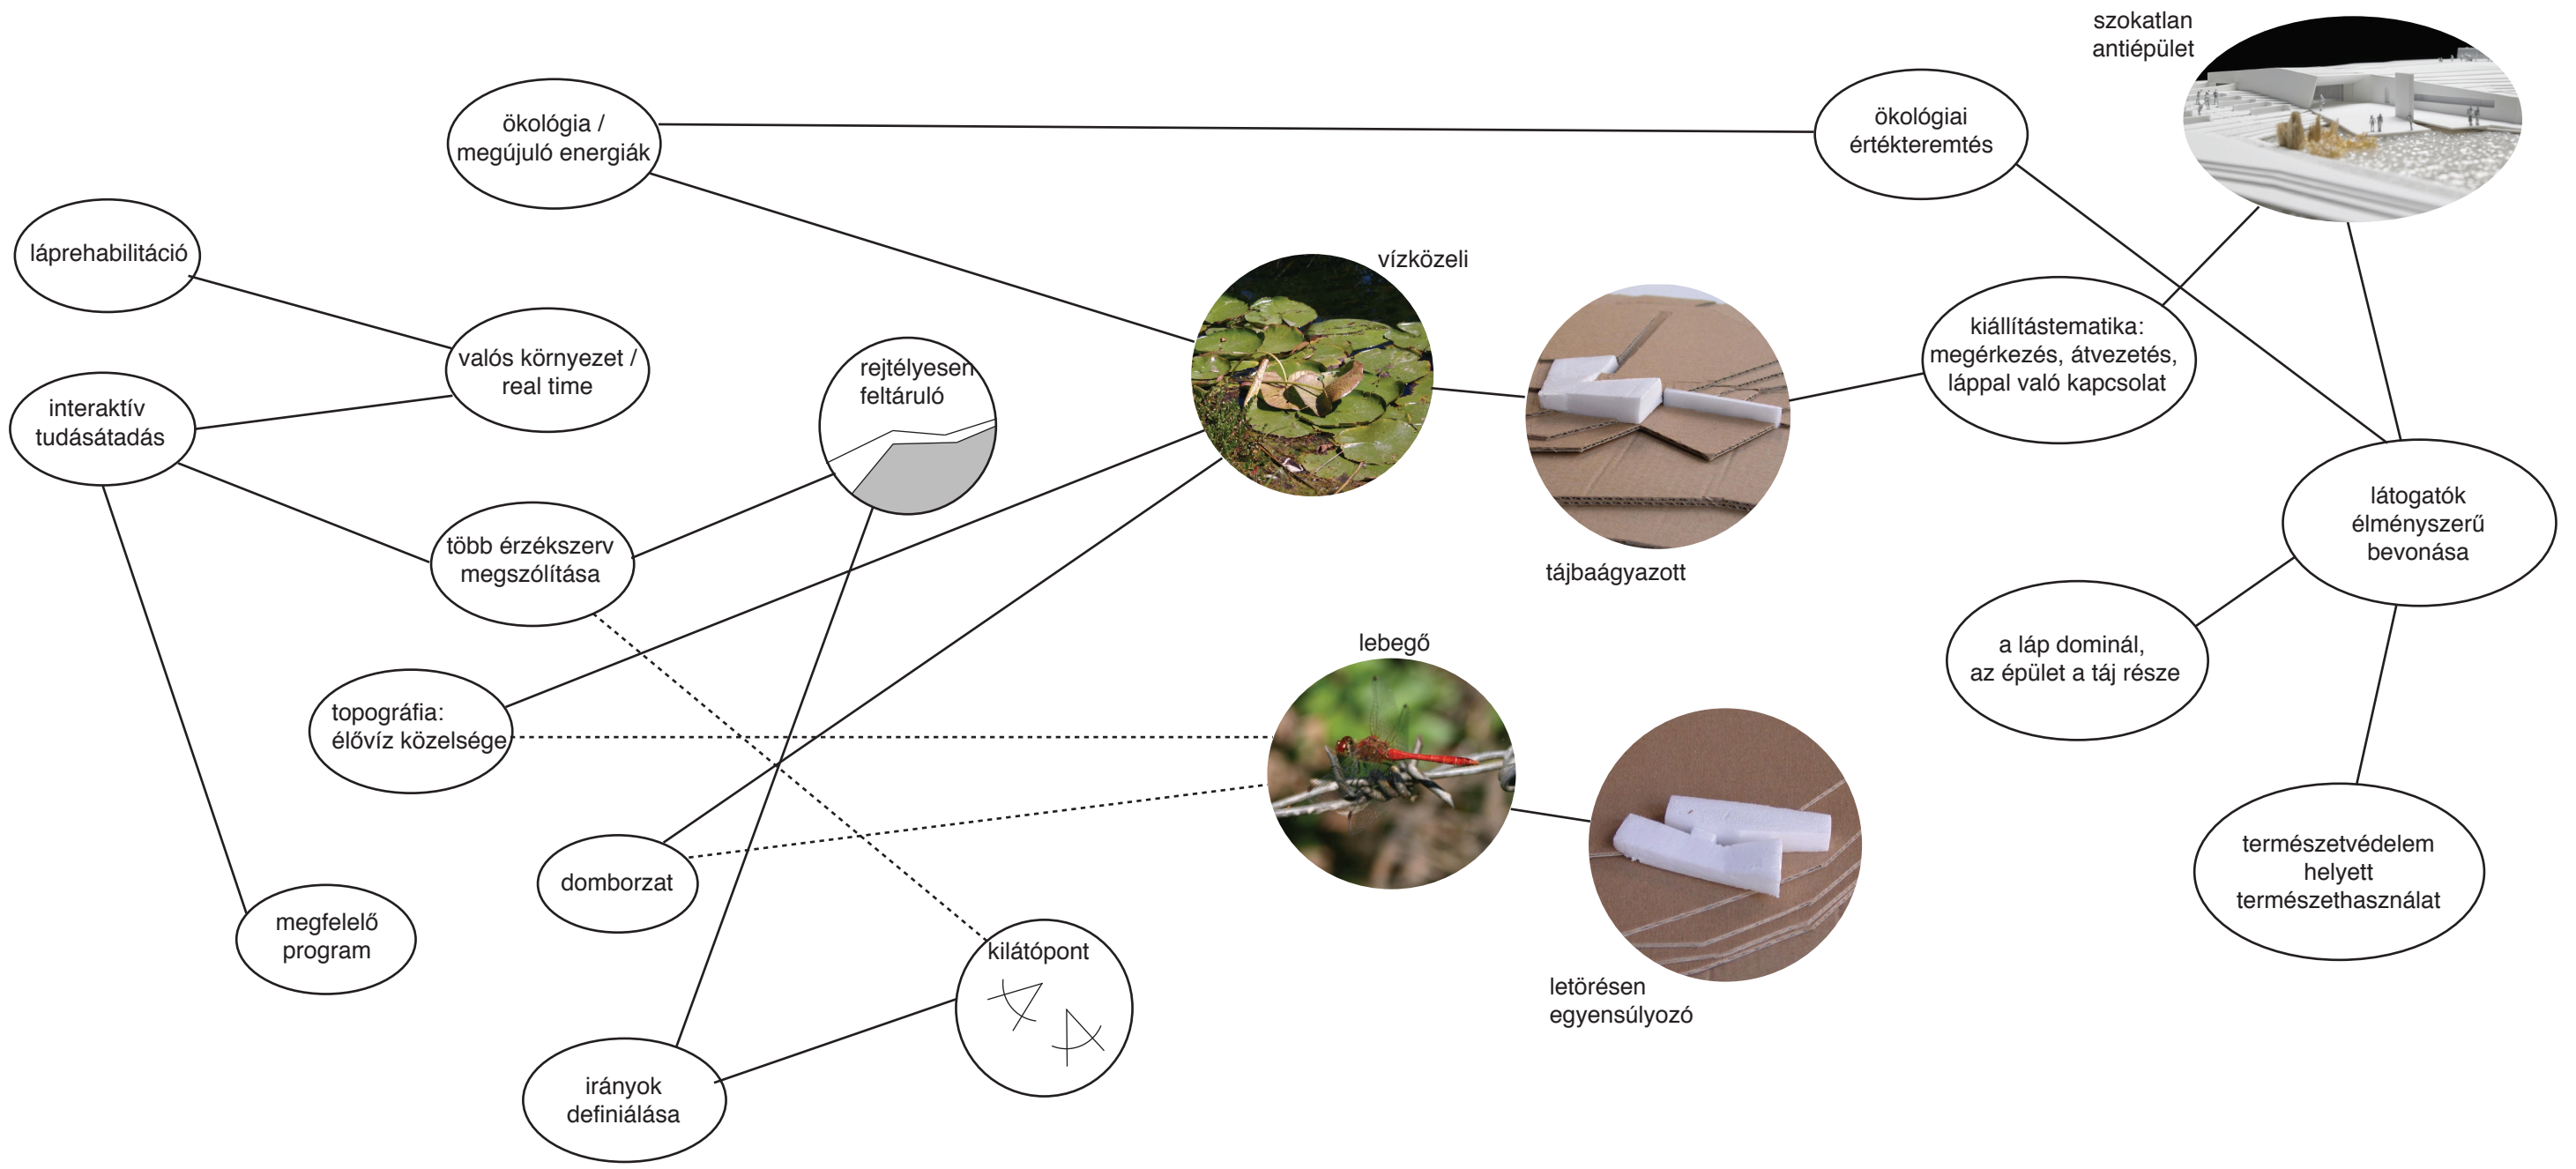 szokatlan
antiépület
ökológia /
megújuló energiák
ökológiai
értékteremtés
láprehabilitáció
vízközeli
valós környezet /
real time
rejtélyesen
feltáruló
kiállítástematika:
megérkezés, átvezetés,
láppal való kapcsolat
interaktív
tudásátadás
látogatók
élményszerű
bevonása
több érzékszerv
megszólítása
tájbaágyazott
lebegő
a láp dominál,
az épület a táj része
topográfia:
élővíz közelsége
domborzat
természetvédelem
helyett
természethasználat
megfelelő
program
kilátópont
letörésen
egyensúlyozó
irányok
definiálása